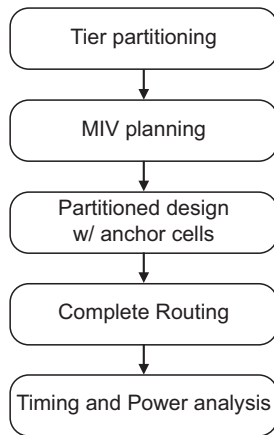 Tier partitioning
MIV planning
Partitioned design
w/ anchor cells
Complete Routing
Timing and Power analysis